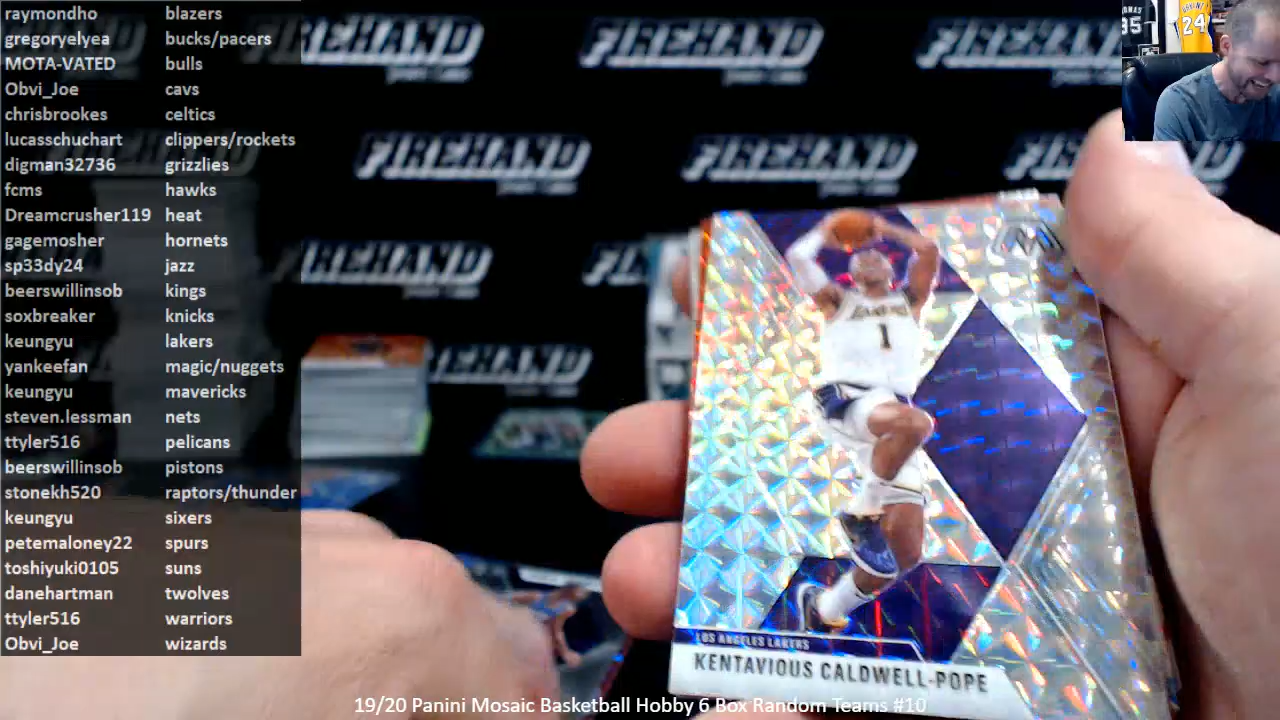 raymondho blazers
gregoryelyea bucks/pacers
MOTA-VATED bulls
Obvi_Joe cavs
chrisbrookes celtics
lucasschuchart clippers/rockets
digman32736 grizzlies
fcms hawks
Dreamcrusher119 heat
gagemosher hornets
sp33dy24 jazz
beerswillinsob kings
soxbreaker knicks
keungyu lakers
yankeefan magic/nuggets
keungyu mavericks
steven.lessman nets
ttyler516 pelicans
beerswillinsob pistons
stonekh520 raptors/thunder
keungyu sixers
petemaloney22 spurs
toshiyuki0105 suns
danehartman twolves
ttyler516 warriors
Obvi_Joe wizards
FIREHAND FIREHAND FIREHAND
FIREHAND FIREHAND FIREHAND
FIREHAND
24
1
LOS ANGELES LAKERS
KENTAVIOUS CALDWELL-POPE
19/20 Panini Mosaic Basketball Hobby 6 Box Random Teams #10